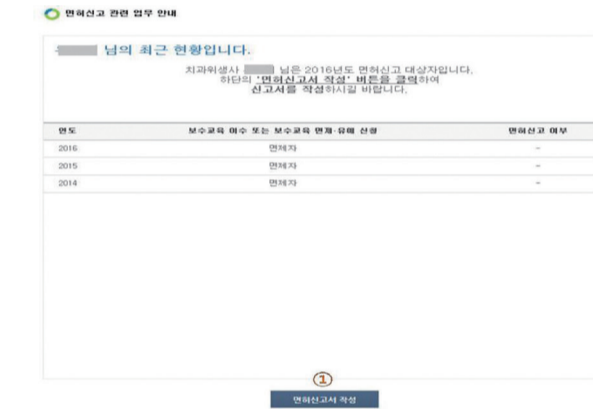 면허신고 관련 업무 안내
님의 최근 현황입니다.
치과위생사 님은 2016년도 면허신고 대상자입니다.
하단의 '면허신고서 작성' 버튼을 클릭하여
신고서를 작성하시길 바랍니다.
연도 보수교육 이수 또는 보수교육 면제·유예 신청 면허신고 여부
2016 면제자 -
2015 면제자 -
2014 면제자 -
①
면허신고서 작성